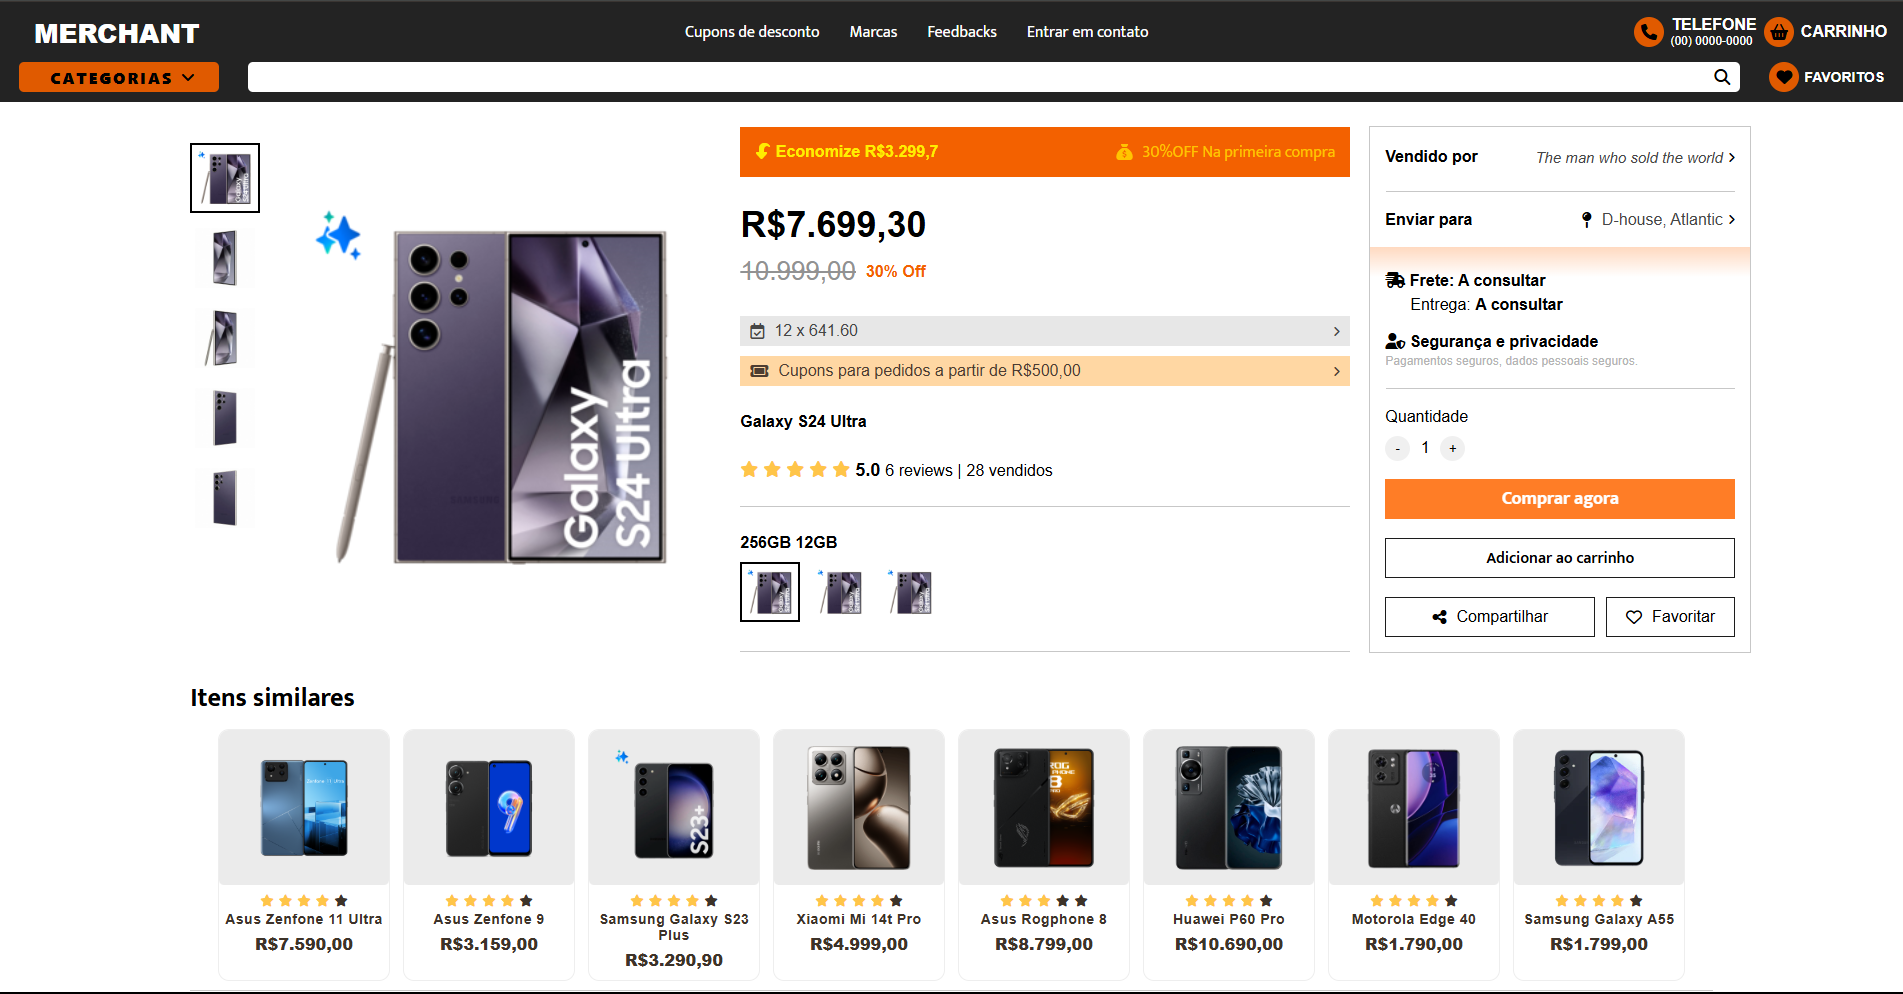 MERCHANT
Cupons de desconto
Marcas
Feedbacks
Entrar em contato
TELEFONE
(00) 0000-0000
CARRINHO
CATEGORIAS
FAVORITOS
Economize R$3.299,7
30%OFF Na primeira compra
R$7.699,30
10.999,00 30% Off
12 x 641.60
Cupons para pedidos a partir de R$500,00
Galaxy S24 Ultra
5.0 6 reviews | 28 vendidos
256GB 12GB
Galaxy
S24 Ultra
Vendido por
The man who sold the world
Enviar para
D-house, Atlantic
Frete: A consultar
Entrega: A consultar
Segurança e privacidade
Pagamentos seguros, dados pessoais seguros.
Quantidade
- 1 +
Comprar agora
Adicionar ao carrinho
Compartilhar
Favoritar
Itens similares
Zenfone 11 Ultra
Asus Zenfone 11 Ultra
R$7.590,00
9
Asus Zenfone 9
R$3.159,00
S23+
Samsung Galaxy S23
Plus
R$3.290,90
Xiaomi Mi 14t Pro
R$4.999,00
Asus Rogphone 8
R$8.799,00
Huawei P60 Pro
R$10.690,00
Motorola Edge 40
R$1.790,00
Samsung Galaxy A55
R$1.799,00